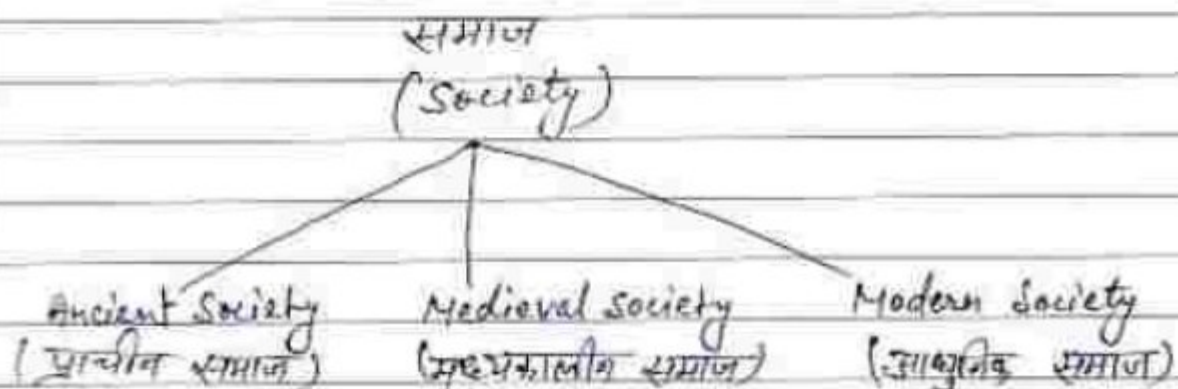 समाज
(Society)
Ancient Society Medieval society Modern Society
(प्राचीन समाज) (मध्यकालीन समाज) (आधुनिक समाज)